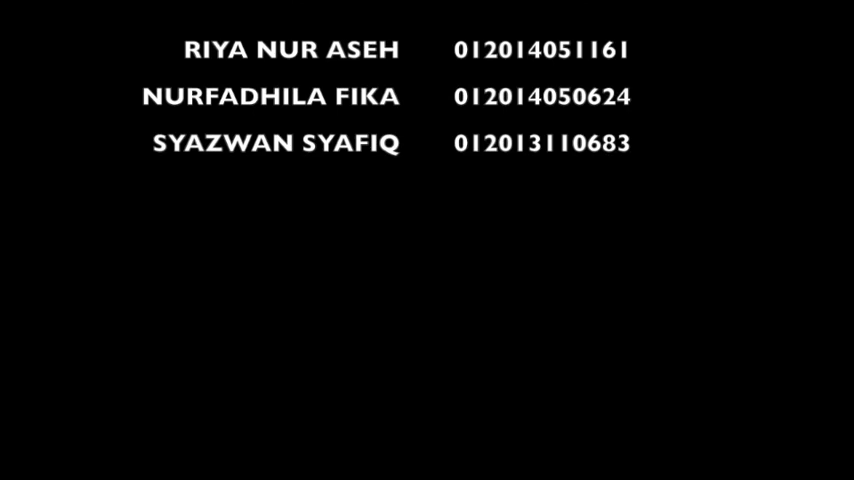 RIYA NUR ASEH 012014051161
NURFADHILA FIKA 012014050624
SYAZWAN SYAFIQ 012013110683